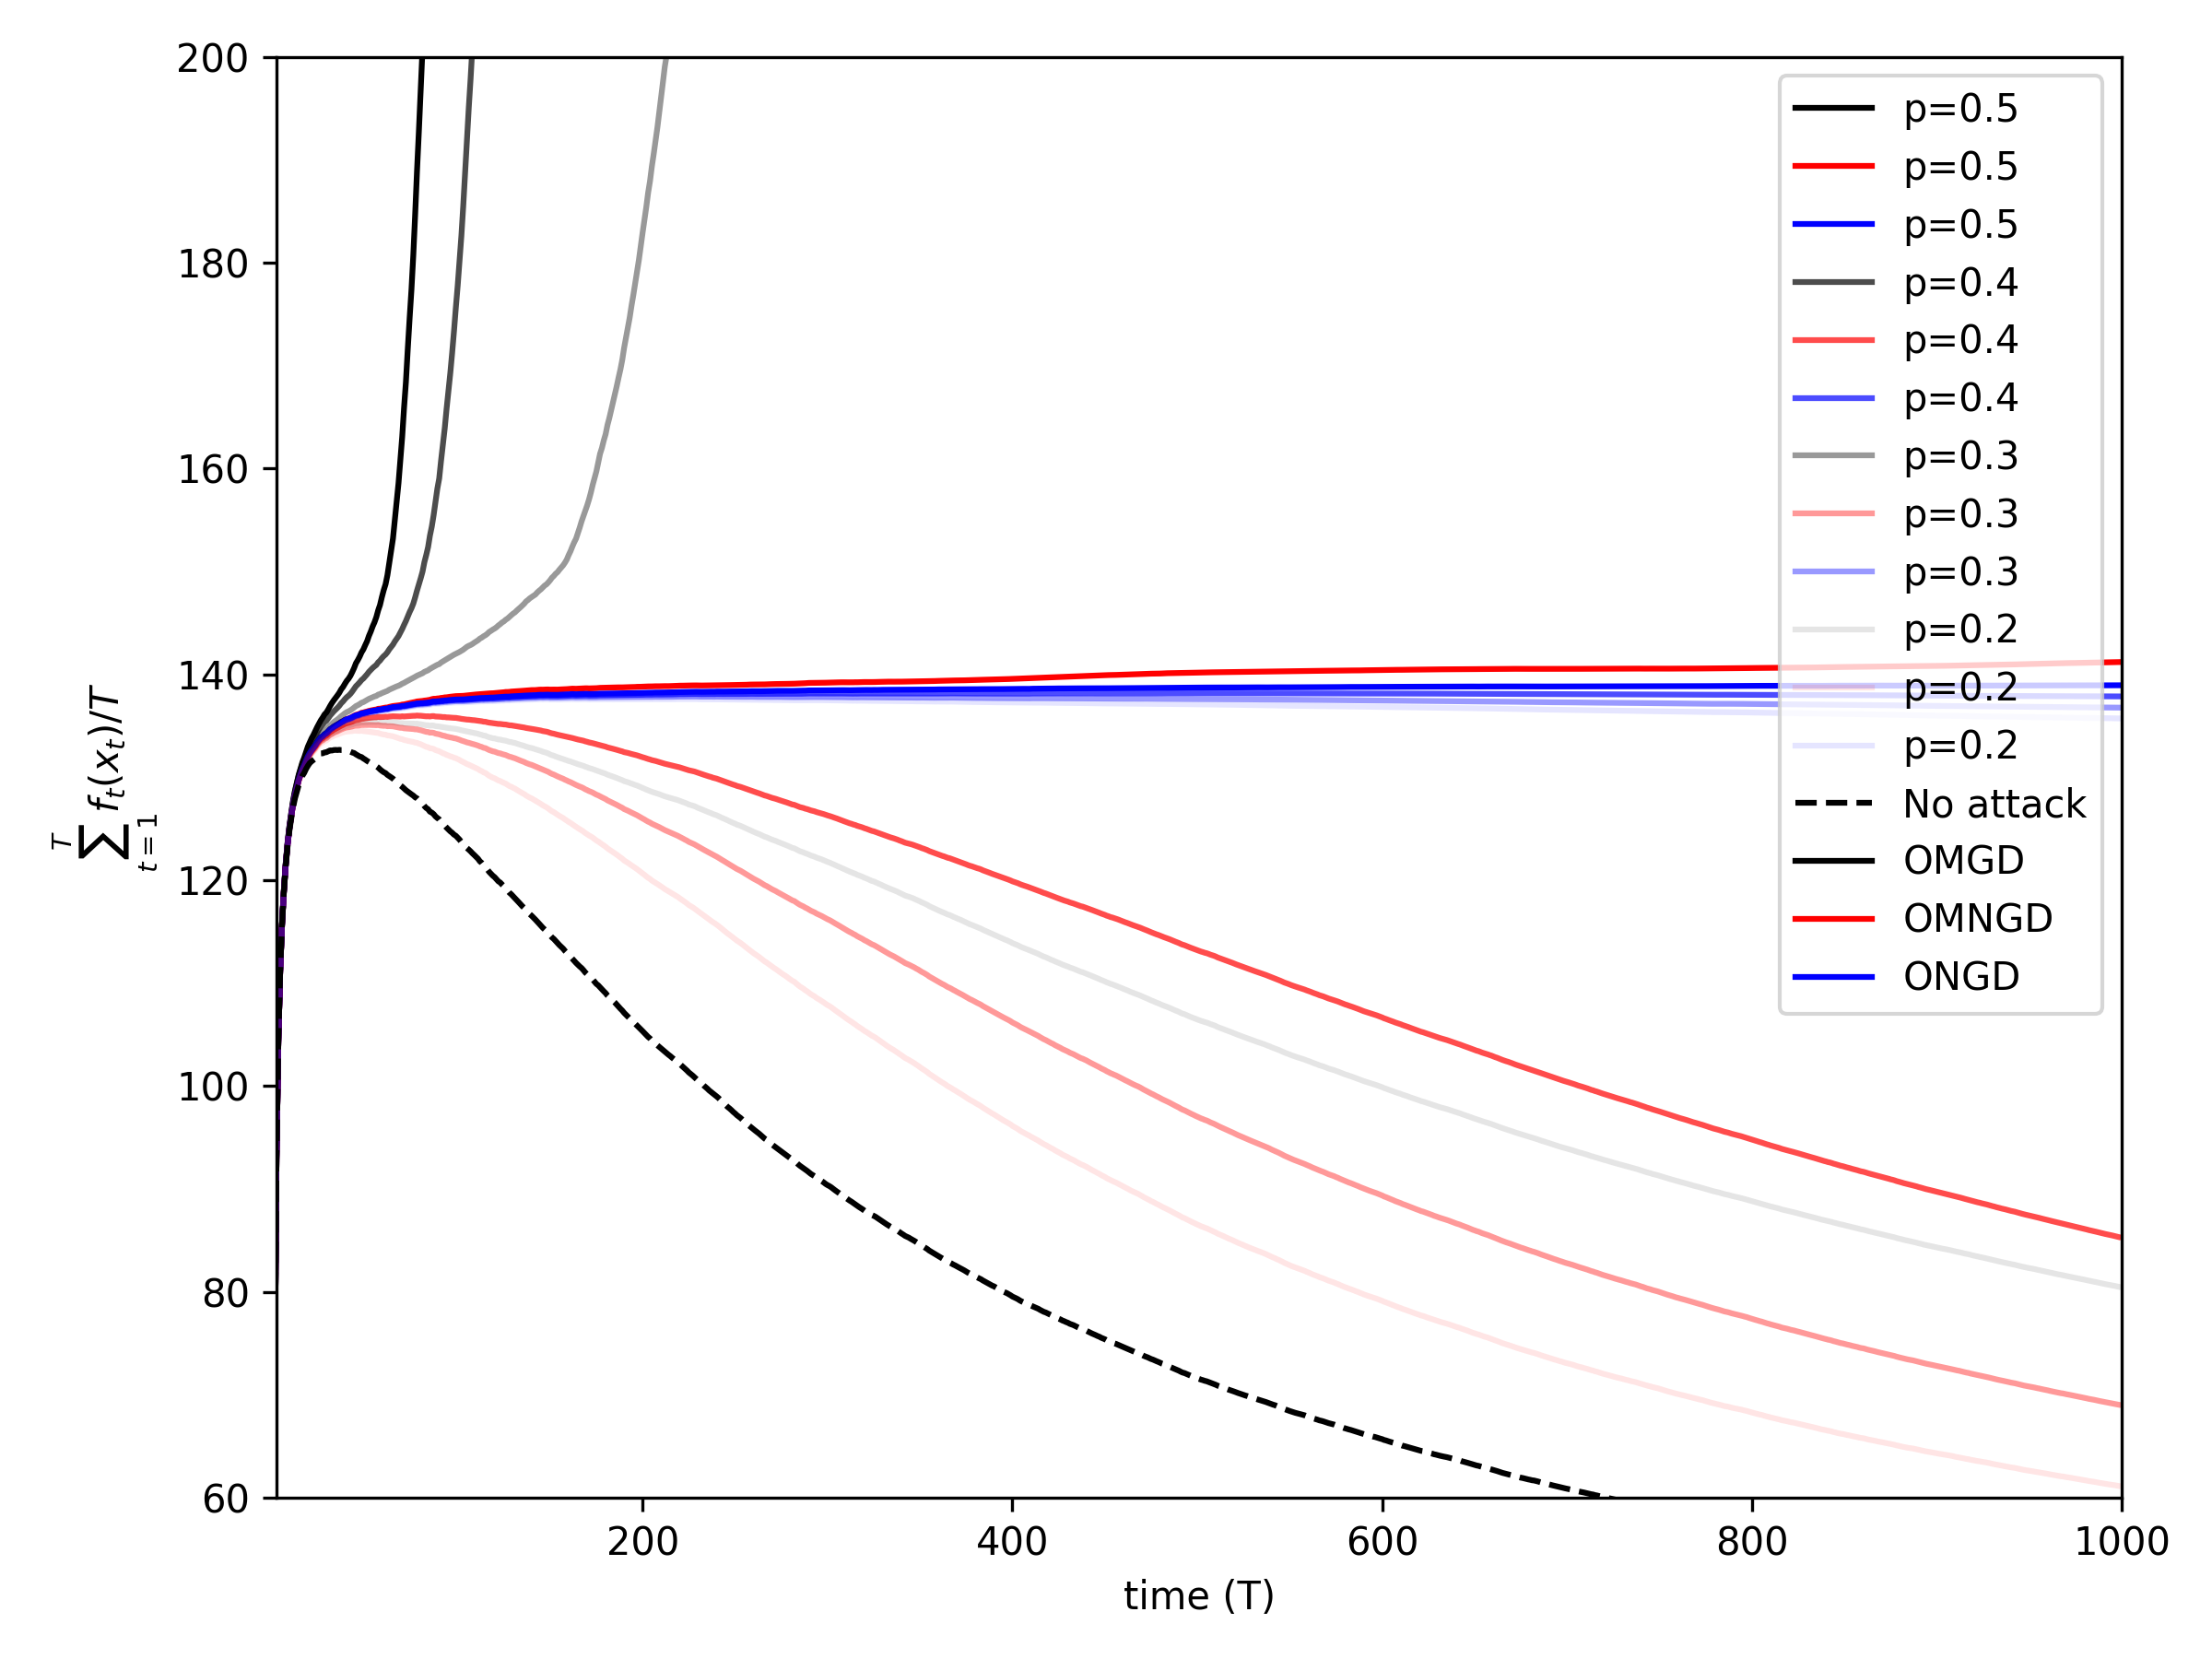 200
180
160
140
120
100
80
60
200 400 600 800 1000
time (T)
$\sum_{t=1}^{T} f_t(x_t)/T$
p=0.5
p=0.5
p=0.5
p=0.4
p=0.4
p=0.4
p=0.3
p=0.3
p=0.3
p=0.2
p=0.2
p=0.2
No attack
OMGD
OMNGD
ONGD